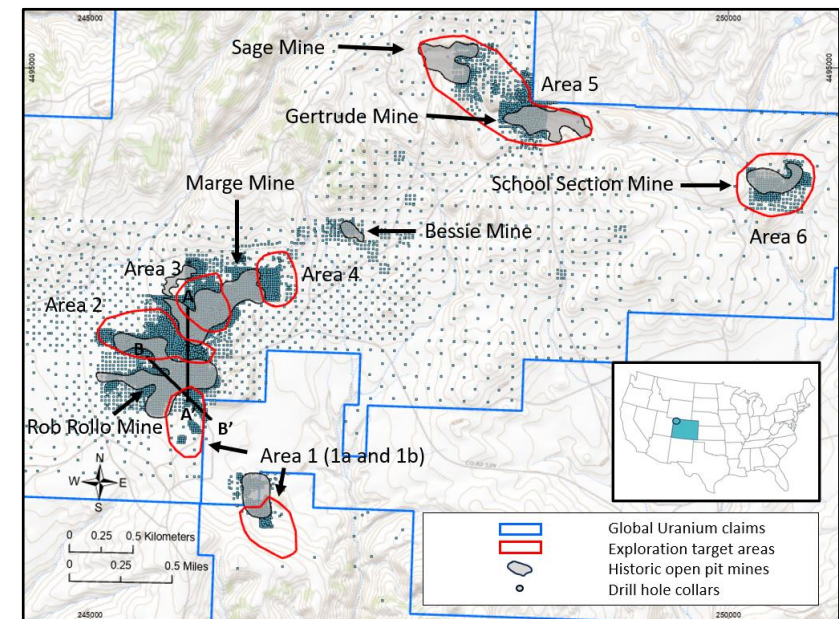 245000
250000
4495000
4495000
Sage Mine
Area 5
Gertrude Mine
Marge Mine
School Section Mine
Bessie Mine
Area 6
Area 3
Area 4
Area 2
A
B
Rob Rollo Mine
A'
B'
Area 1 (1a and 1b)
N
W E
S
0 0.25 0.5 Kilometers
0 0.25 0.5 Miles
Global Uranium claims
Exploration target areas
Historic open pit mines
Drill hole collars
245000
250000